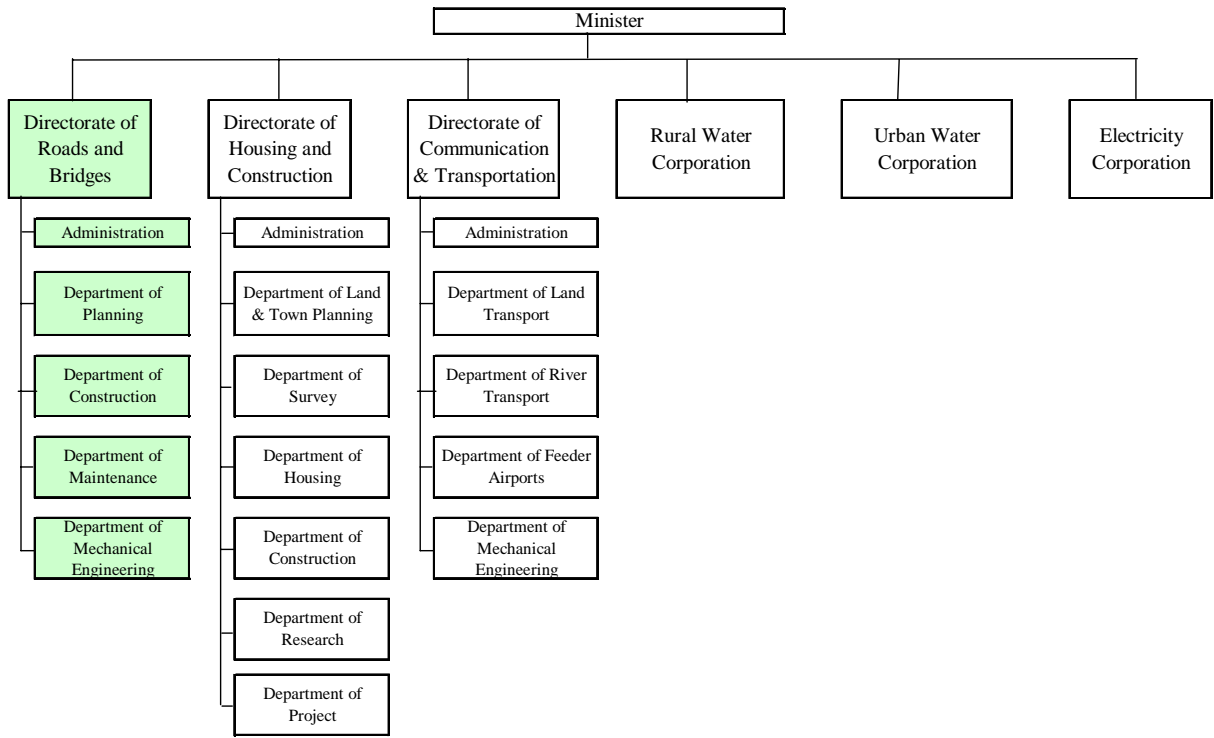 Minister
Directorate of
Roads and
Bridges
Directorate of
Housing and
Construction
Directorate of
Communication
& Transportation
Rural Water
Corporation
Urban Water
Corporation
Electricity
Corporation
Administration
Department of
Planning
Department of
Construction
Department of
Maintenance
Department of
Mechanical
Engineering
Administration
Department of Land
& Town Planning
Department of
Survey
Department of
Housing
Department of
Construction
Department of
Research
Department of
Project
Administration
Department of Land
Transport
Department of River
Transport
Department of Feeder
Airports
Department of
Mechanical
Engineering